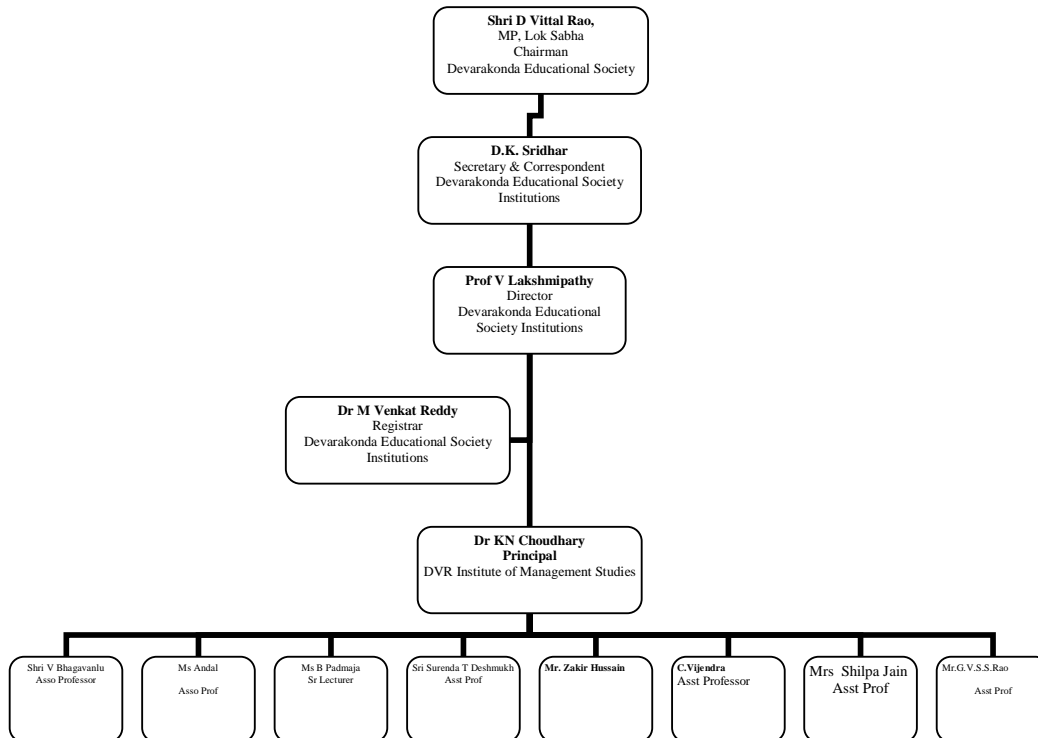 Shri D Vittal Rao,
MP, Lok Sabha
Chairman
Devarakonda Educational Society
D.K. Sridhar
Secretary & Correspondent
Devarakonda Educational Society
Institutions
Prof V Lakshmipathy
Director
Devarakonda Educational
Society Institutions
Dr M Venkat Reddy
Registrar
Devarakonda Educational Society
Institutions
Dr KN Choudhary
Principal
DVR Institute of Management Studies
Shri V Bhagavanlu
Asso Professor
Ms Andal
Asso Prof
Ms B Padmaja
Sr Lecturer
Sri Surenda T Deshmukh
Asst Prof
Mr. Zakir Hussain
C.Vijendra
Asst Professor
Mrs Shilpa Jain
Asst Prof
Mr.G.V.S.S.Rao
Asst Prof